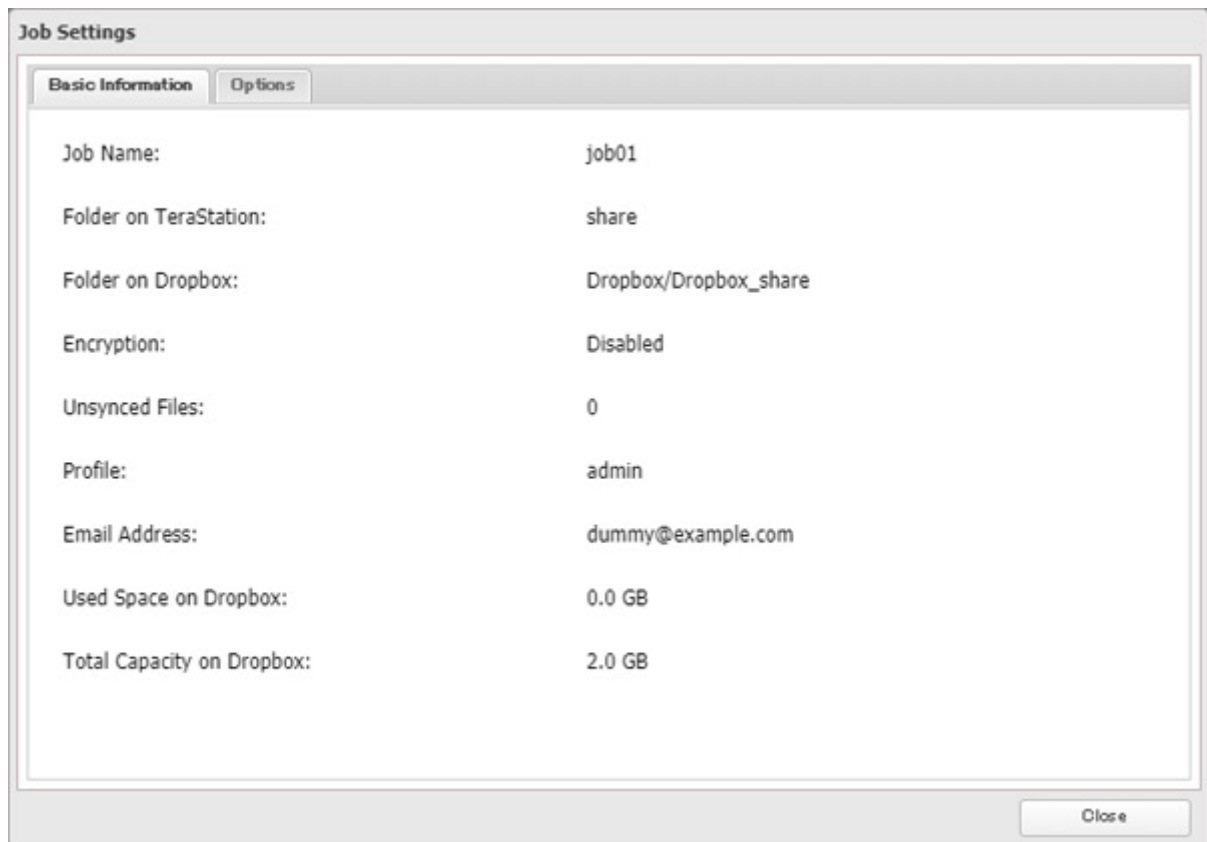 Job Settings
Basic Information Options
Job Name: job01
Folder on TeraStation: share
Folder on Dropbox: Dropbox/Dropbox_share
Encryption: Disabled
Unsynced Files: 0
Profile: admin
Email Address: dummy@example.com
Used Space on Dropbox: 0.0 GB
Total Capacity on Dropbox: 2.0 GB
Close